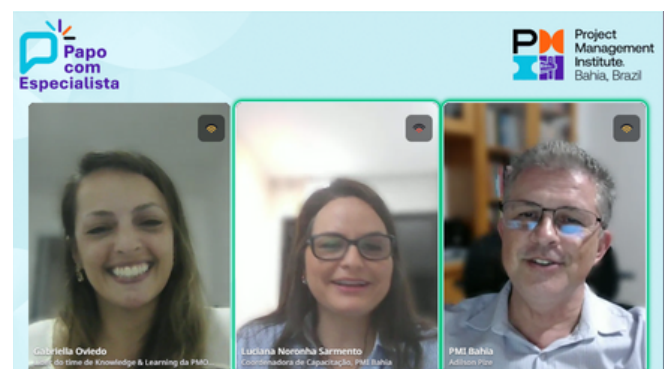 Papo
com
Especialista
PM
Project
Management
Institute.
Bahia, Brazil
Gabriella Oviedo
do time de Knowledge & Learning da PMO
Luciana Noronha Sarmento
Coordenadora de Capacitação, PMI Bahia
PMI Bahia
Adilson Pize